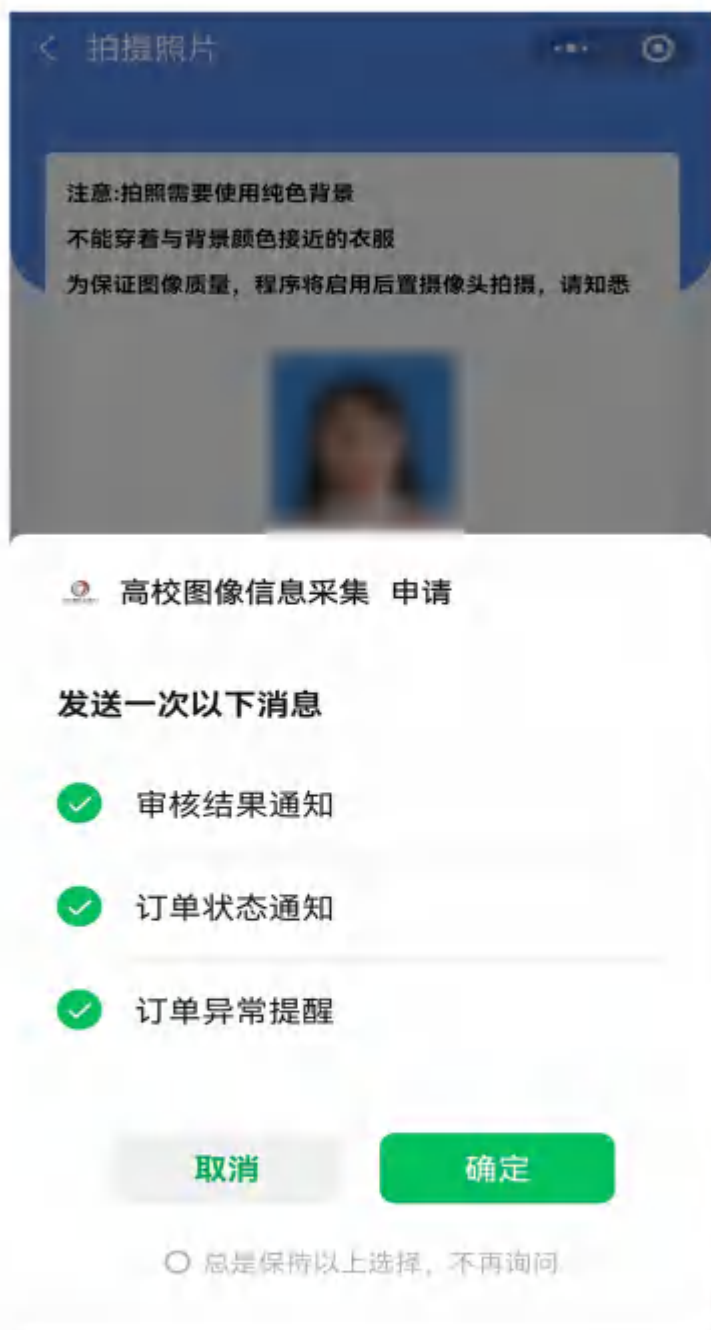 拍摄照片
注意:拍照需要使用纯色背景
不能穿着与背景颜色接近的衣服
为保证图像质量，程序将启用后置摄像头拍摄，请知悉
高校图像信息采集 申请
发送一次以下消息
审核结果通知
订单状态通知
订单异常提醒
取消
确定
总是保持以上选择，不再询问